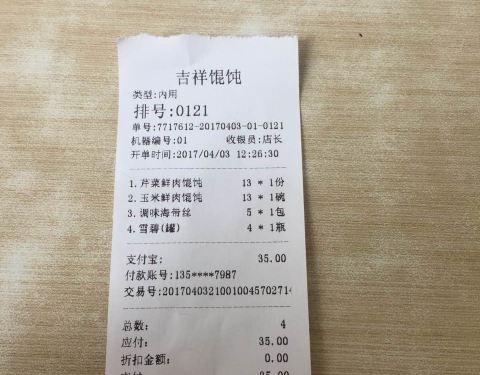 吉祥馄饨
类型:内用
排号:0121
单号:7717612-20170403-01-0121
机器编号:01 收银员:店长
开单时间:2017/04/03 12:26:30
1.芹菜鲜肉馄饨 13 * 1份
2.玉米鲜肉馄饨 13 * 1碗
3.调味海带丝 5 * 1包
4.雪碧(罐) 4 * 1瓶
支付宝: 35.00
付款账号:135****7987
交易号:2017040321001004570271
总数: 4
应付: 35.00
折扣金额: 0.00
35.00